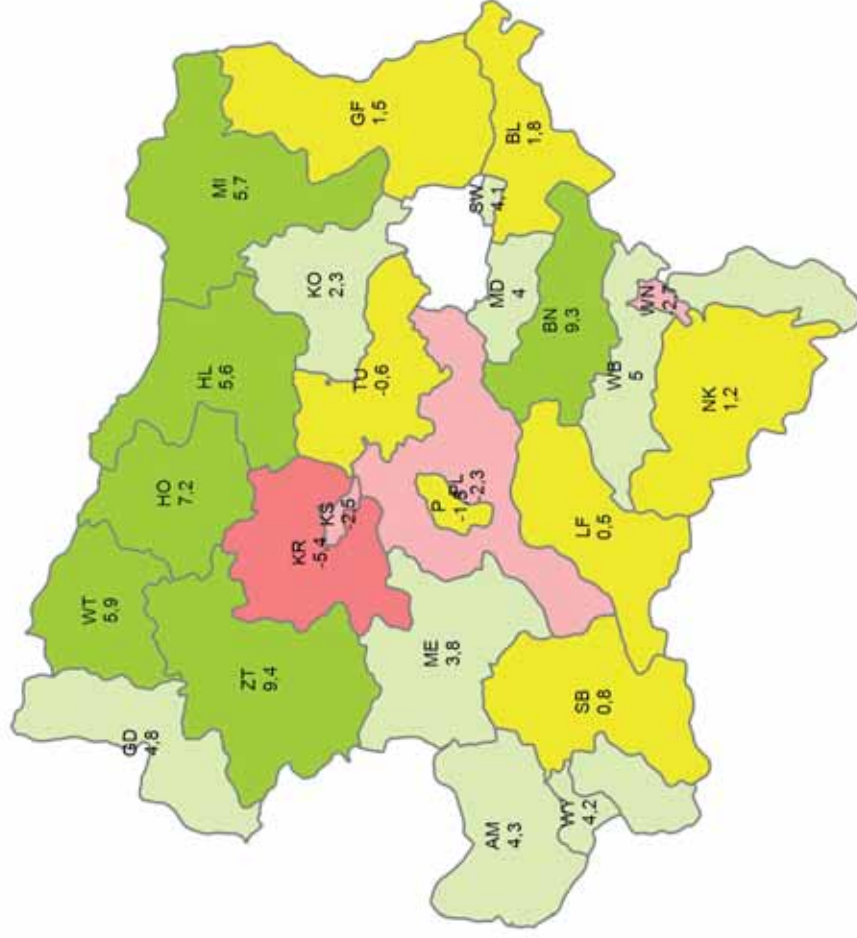 WT
5,9
GD
4,8
HO
7,2
HL
5,6
MI
5,7
ZT
9,4
KR
-5,4
KO
2,3
KS
-2,5
GF
1,5
TU
-0,6
ME
3,8
P
PL
-2,3
SW
4,1
AM
4,3
MD
4
BL
1,8
BN
9,3
WY
4,2
SB
0,8
LF
0,5
WB
5
WN
-2,7
NK
1,2